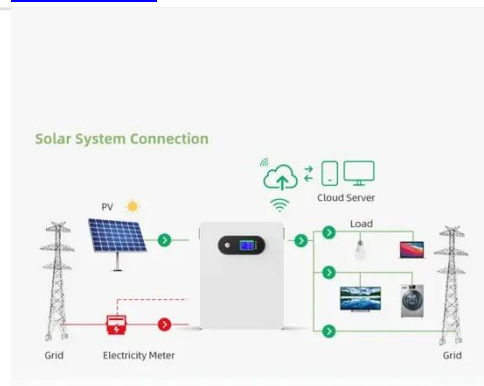 Solar System Connection
Cloud Server
PV
Load
Grid
Electricity Meter
Grid